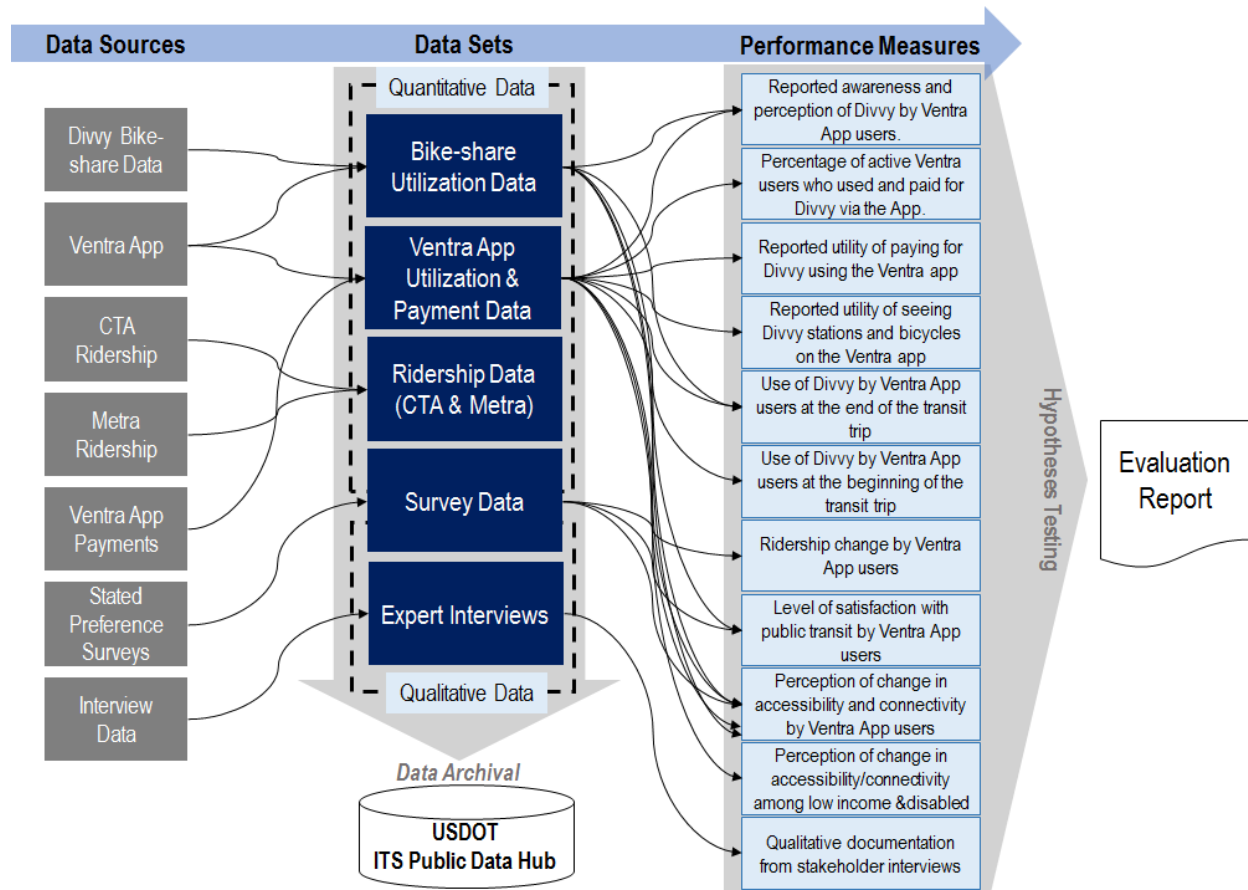 Data Sources
Data Sets
Performance Measures
Divvy Bike-
share Data
Ventra App
CTA
Ridership
Metra
Ridership
Ventra App
Payments
Stated
Preference
Surveys
Interview
Data
Quantitative Data
Bike-share
Utilization Data
Ventra App
Utilization &
Payment Data
Ridership Data
(CTA & Metra)
Survey Data
Expert Interviews
Qualitative Data
Data Archival
USDOT
ITS Public Data Hub
Reported awareness and
perception of Divvy by Ventra
App users.
Percentage of active Ventra
users who used and paid for
Divvy via the App.
Reported utility of paying for
Divvy using the Ventra app
Reported utility of seeing
Divvy stations and bicycles
on the Ventra app
Use of Divvy by Ventra App
users at the end of the transit
trip
Use of Divvy by Ventra App
users at the beginning of the
transit trip
Ridership change by Ventra
App users
Level of satisfaction with
public transit by Ventra App
users
Perception of change in
accessibility and connectivity
by Ventra App users
Perception of change in
accessibility/connectivity
among low income &disabled
Qualitative documentation
from stakeholder interviews
Hypotheses Testing
Evaluation
Report